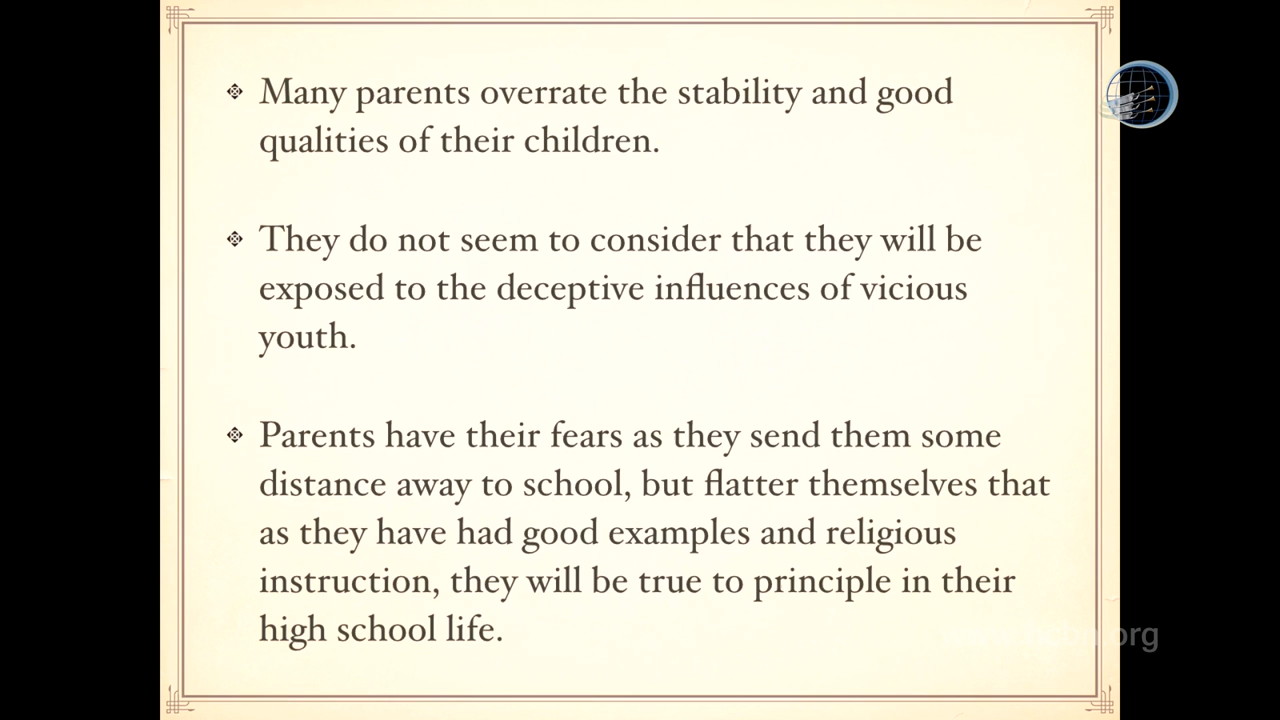 Many parents overrate the stability and good
qualities of their children.
They do not seem to consider that they will be
exposed to the deceptive influences of vicious
youth.
Parents have their fears as they send them some
distance away to school, but flatter themselves that
as they have had good examples and religious
instruction, they will be true to principle in their
high school life.